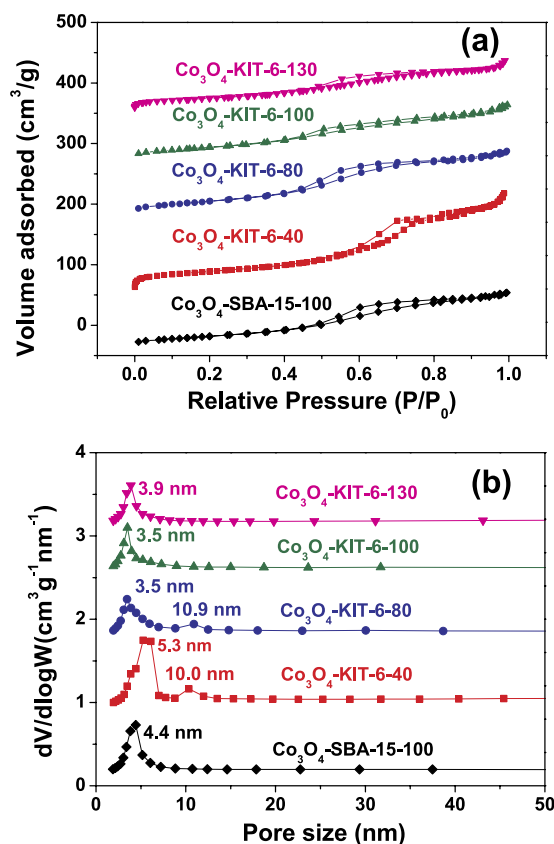 (a)
Volume adsorbed (cm³/g)
500
400
300
200
100
0
Co₃O₄-KIT-6-130
Co₃O₄-KIT-6-100
Co₃O₄-KIT-6-80
Co₃O₄-KIT-6-40
Co₃O₄-SBA-15-100
0.0 0.2 0.4 0.6 0.8 1.0
Relative Pressure (P/P₀)
(b)
dV/dlogW(cm³g⁻¹nm⁻¹)
4
3
2
1
0
3.9 nm Co₃O₄-KIT-6-130
3.5 nm Co₃O₄-KIT-6-100
3.5 nm
10.9 nm Co₃O₄-KIT-6-80
5.3 nm
10.0 nm Co₃O₄-KIT-6-40
4.4 nm Co₃O₄-SBA-15-100
0 10 20 30 40 50
Pore size (nm)